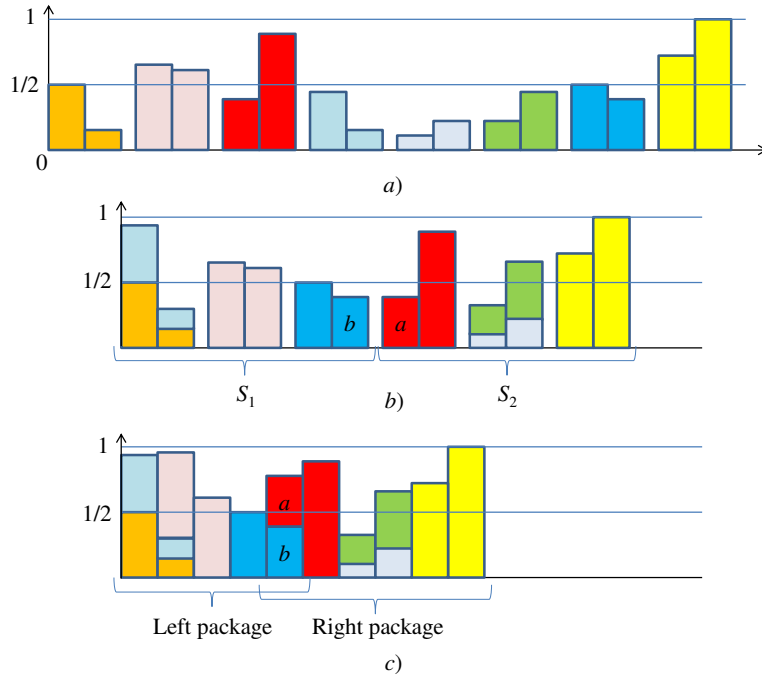 1
1/2
0
a)
1
1/2
b a
S1 b) S2
1
1/2
a
b
Left package Right package
c)